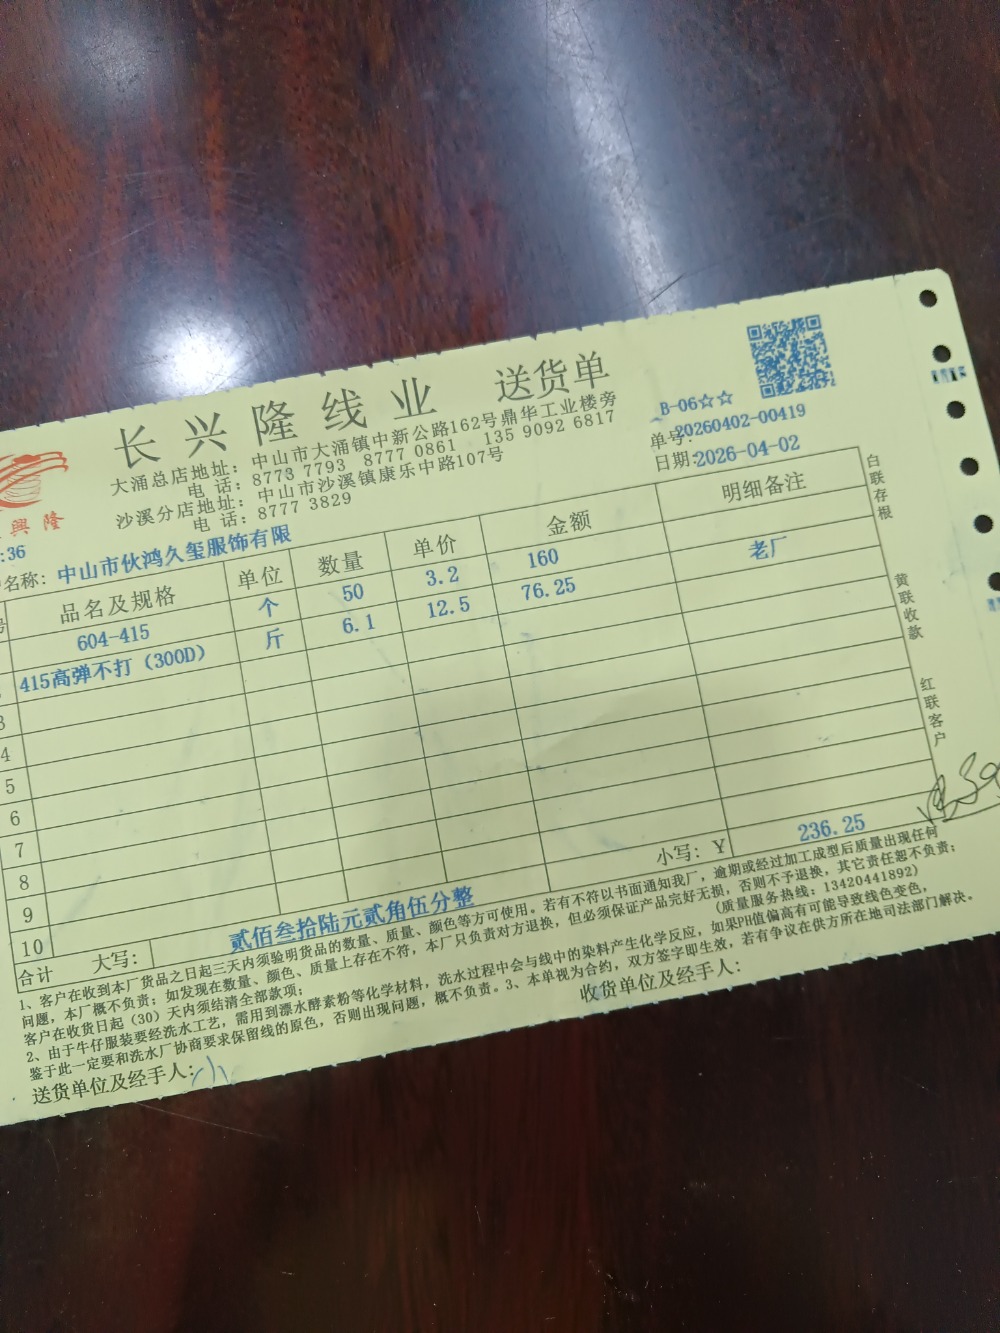 长兴隆线业 送货单
大涌总店地址：中山市大涌镇中新公路162号鼎华工业楼旁
电 话：8773 7793 8777 0861 135 9092 6817
沙溪分店地址：中山市沙溪镇康乐中路107号
电 话：8777 3829
興 隆
B-06☆☆
单号：20260402-00419
日期：2026-04-02
:36
名称：中山市伙鸿久玺服饰有限
品名及规格 单位 数量 单价 金额 明细备注
604-415 个 50 3.2 160 老厂
415高弹不打（300D） 斤 6.1 12.5 76.25
3
4
5
6
7
8
9
10
合计 大写：贰佰叁拾陆元贰角伍分整 小写：￥ 236.25
白联存根
黄联收款
红联客户
1、客户在收到本厂货品之日起三天内须验明货品的数量、质量、颜色等方可使用。若有不符以书面通知我厂，逾期或经过加工成型后质量出现任何
问题，本厂概不负责；如发现在数量、颜色、质量上存在不符，本厂只负责对方退换，但必须保证产品完好无损，否则不予退换，其它责任恕不负责；
客户在收货日起（30）天内须结清全部款项；（质量服务热线：13420441892）
2、由于牛仔服装要经洗水工艺，需用到漂水酵素粉等化学材料，洗水过程中会与线中的染料产生化学反应，如果PH值偏高有可能导致线色变色，
鉴于此一定要和洗水厂协商要求保留线的原色，否则出现问题，概不负责。3、本单视为合约，双方签字即生效，若有争议在供方所在地司法部门解决。
送货单位及经手人： 收货单位及经手人：